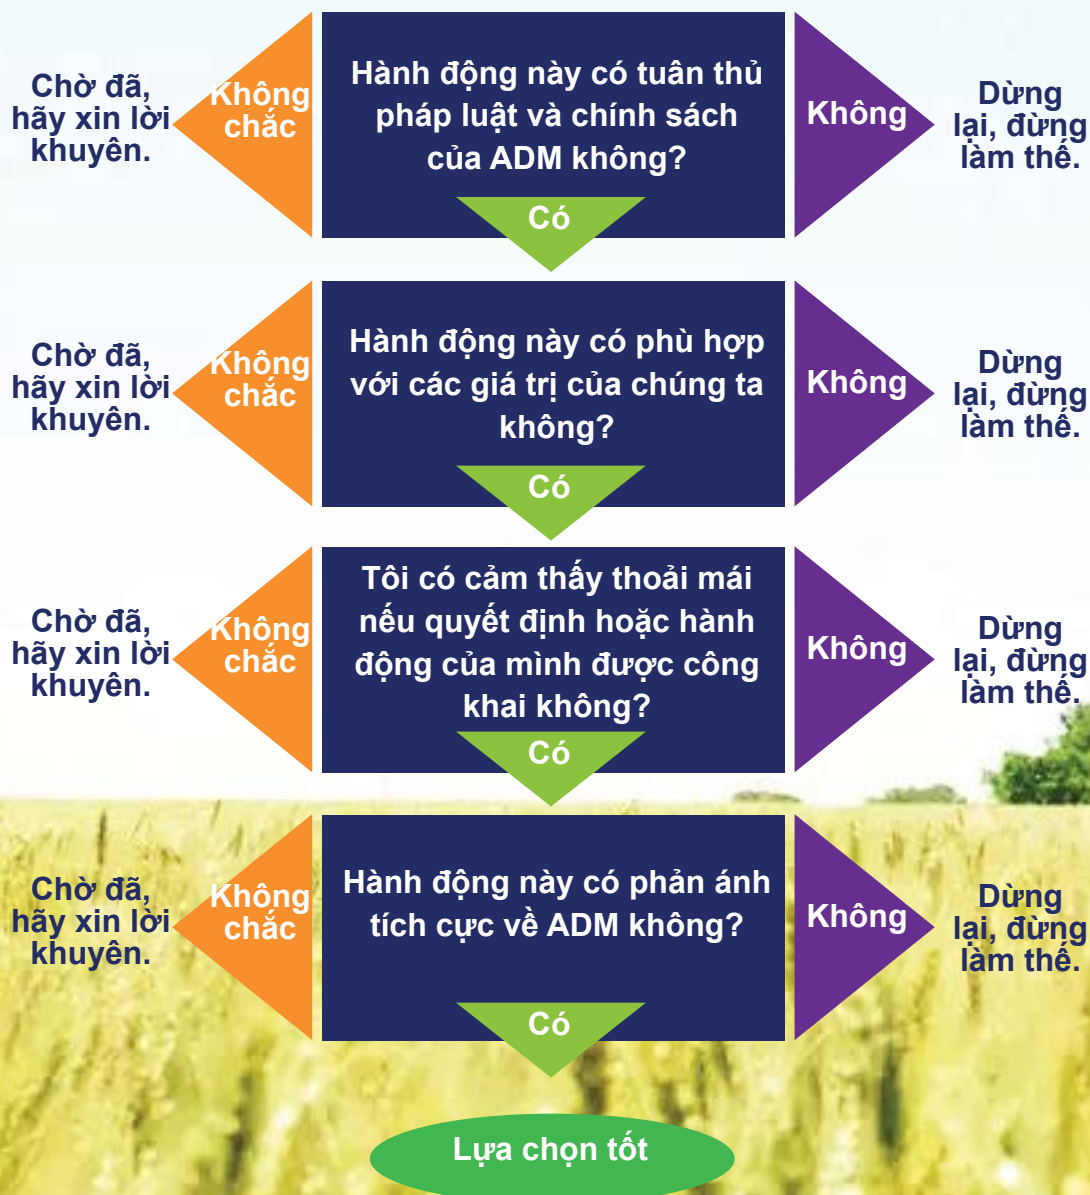 Chờ đã,
hãy xin lời
khuyên.
Không
chắc
Hành động này có tuân thủ
pháp luật và chính sách
của ADM không?
Có
Không
Dừng
lại, đừng
làm thế.
Chờ đã,
hãy xin lời
khuyên.
Không
chắc
Hành động này có phù hợp
với các giá trị của chúng ta
không?
Có
Không
Dừng
lại, đừng
làm thế.
Chờ đã,
hãy xin lời
khuyên.
Không
chắc
Tôi có cảm thấy thoải mái
nếu quyết định hoặc hành
động của mình được công
khai không?
Có
Không
Dừng
lại, đừng
làm thế.
Chờ đã,
hãy xin lời
khuyên.
Không
chắc
Hành động này có phản ánh
tích cực về ADM không?
Có
Không
Dừng
lại, đừng
làm thế.
Lựa chọn tốt